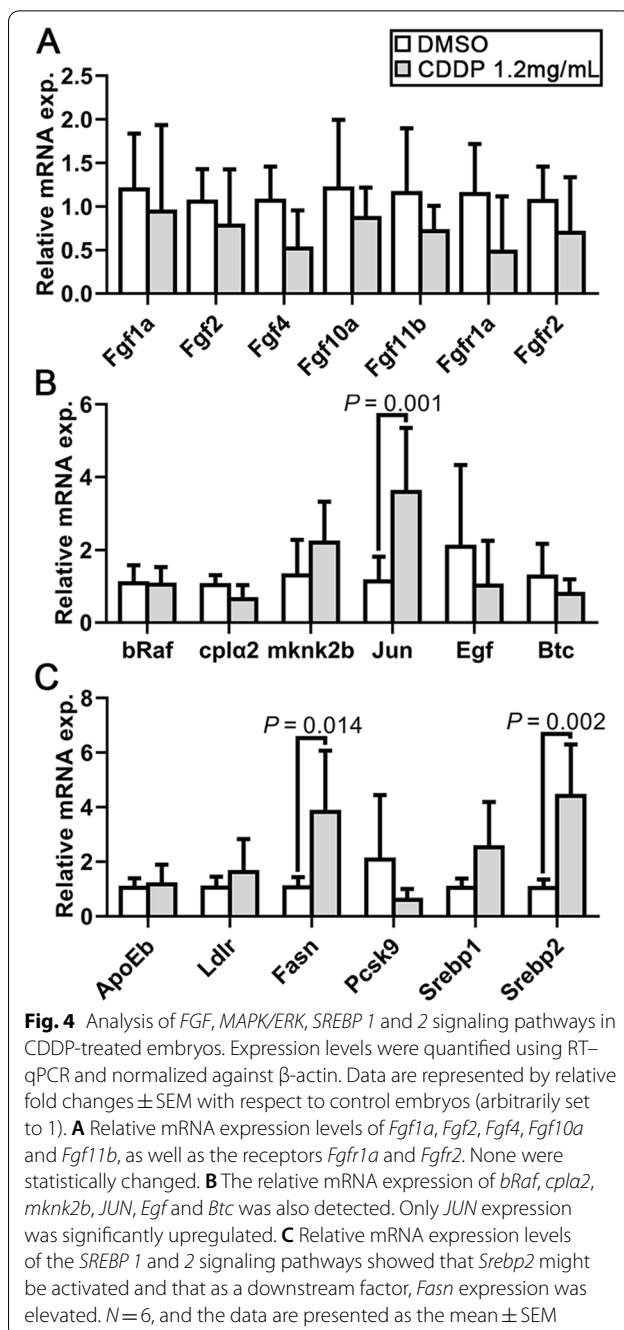 A
DMSO
CDDP 1.2mg/mL
Relative mRNA exp.
2.5
2.0
1.5
1.0
0.5
0.0
Fgf1a
Fgf2
Fgf4
Fgf10a
Fgf11b
Fgfr1a
Fgfr2
B
Relative mRNA exp.
6
4
2
0
P = 0.001
bRaf
cplα2
mknk2b
Jun
Egf
Btc
C
Relative mRNA exp.
8
6
4
2
0
P = 0.014
P = 0.002
ApoEb
Ldlr
Fasn
Pcsk9
Srebp1
Srebp2
Fig. 4 Analysis of FGF, MAPK/ERK, SREBP 1 and 2 signaling pathways in
CDDP-treated embryos. Expression levels were quantified using RT–
qPCR and normalized against β-actin. Data are represented by relative
fold changes ± SEM with respect to control embryos (arbitrarily set
to 1). A Relative mRNA expression levels of Fgf1a, Fgf2, Fgf4, Fgf10a
and Fgf11b, as well as the receptors Fgfr1a and Fgfr2. None were
statistically changed. B The relative mRNA expression of bRaf, cpla2,
mknk2b, JUN, Egf and Btc was also detected. Only JUN expression
was significantly upregulated. C Relative mRNA expression levels
of the SREBP 1 and 2 signaling pathways showed that Srebp2 might
be activated and that as a downstream factor, Fasn expression was
elevated. N = 6, and the data are presented as the mean ± SEM